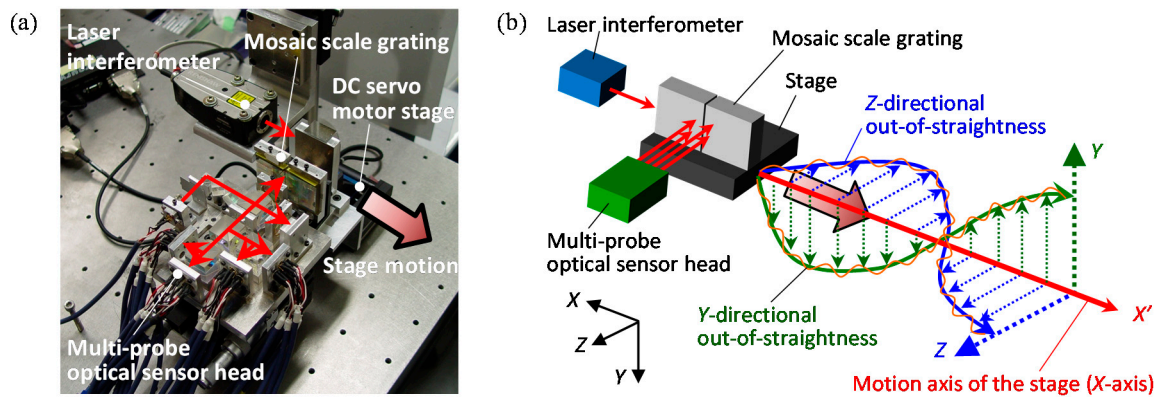 (a)
Laser
interferometer
Mosaic scale grating
DC servo
motor stage
Stage motion
Multi-probe
optical sensor head
(b)
Laser interferometer
Mosaic scale grating
Stage
Z-directional
out-of-straightness
Y
Multi-probe
optical sensor head
X
Z
Y
Y-directional
out-of-straightness
Z
X'
Motion axis of the stage (X-axis)